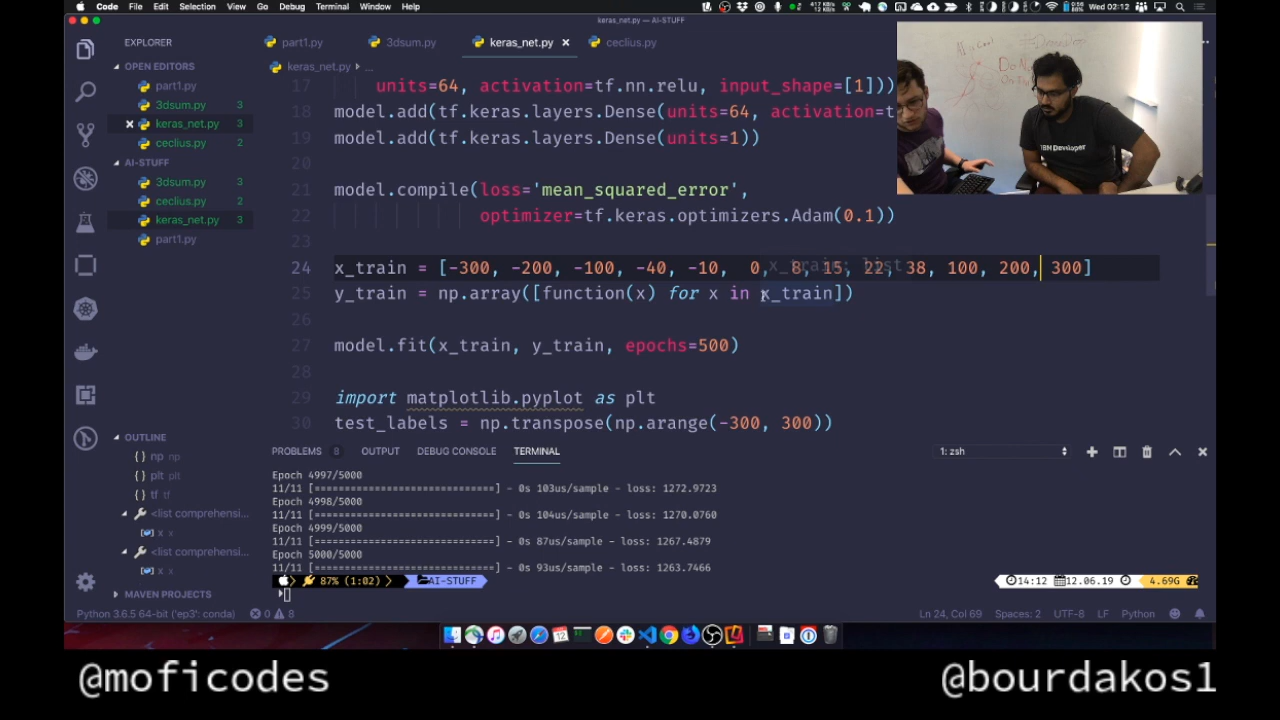 Code File Edit Selection View Go Debug Terminal Window Help
Wed 02:12
keras_net.py — AI-STUFF
EXPLORER
part1.py 3dsum.py keras_net.py × ceclius.py
OPEN EDITORS
part1.py
3dsum.py 3
keras_net.py 3
ceclius.py 2
AI-STUFF
3dsum.py 3
ceclius.py 2
keras_net.py 3
part1.py
OUTLINE
np np
plt plt
tf tf
<list comprehensi...
x x
<list comprehensi...
x x
MAVEN PROJECTS
keras_net.py ▸ ...
17 units=64, activation=tf.nn.relu, input_shape=[1]))
18 model.add(tf.keras.layers.Dense(units=64, activation=t
19 model.add(tf.keras.layers.Dense(units=1))
20
21 model.compile(loss='mean_squared_error',
22 optimizer=tf.keras.optimizers.Adam(0.1))
23
24 x_train = [-300, -200, -100, -40, -10, 0, 8, 15, 22, 38, 100, 200, 300]
x_train: list
25 y_train = np.array([function(x) for x in x_train])
26
27 model.fit(x_train, y_train, epochs=500)
28
29 import matplotlib.pyplot as plt
30 test_labels = np.transpose(np.arange(-300, 300))
PROBLEMS 8 OUTPUT DEBUG CONSOLE TERMINAL 1: zsh
Epoch 4997/5000
11/11 [==============================] - 0s 103us/sample - loss: 1272.9723
Epoch 4998/5000
11/11 [==============================] - 0s 104us/sample - loss: 1270.0760
Epoch 4999/5000
11/11 [==============================] - 0s 87us/sample - loss: 1267.4879
Epoch 5000/5000
11/11 [==============================] - 0s 93us/sample - loss: 1263.7466
87% (1:02) AI-STUFF 14:12 12.06.19 4.69G
Python 3.6.5 64-bit ('ep3': conda) 0 8 Ln 24, Col 69 Spaces: 2 UTF-8 LF Python
IBM Developer
@moficodes
@bourdakos1